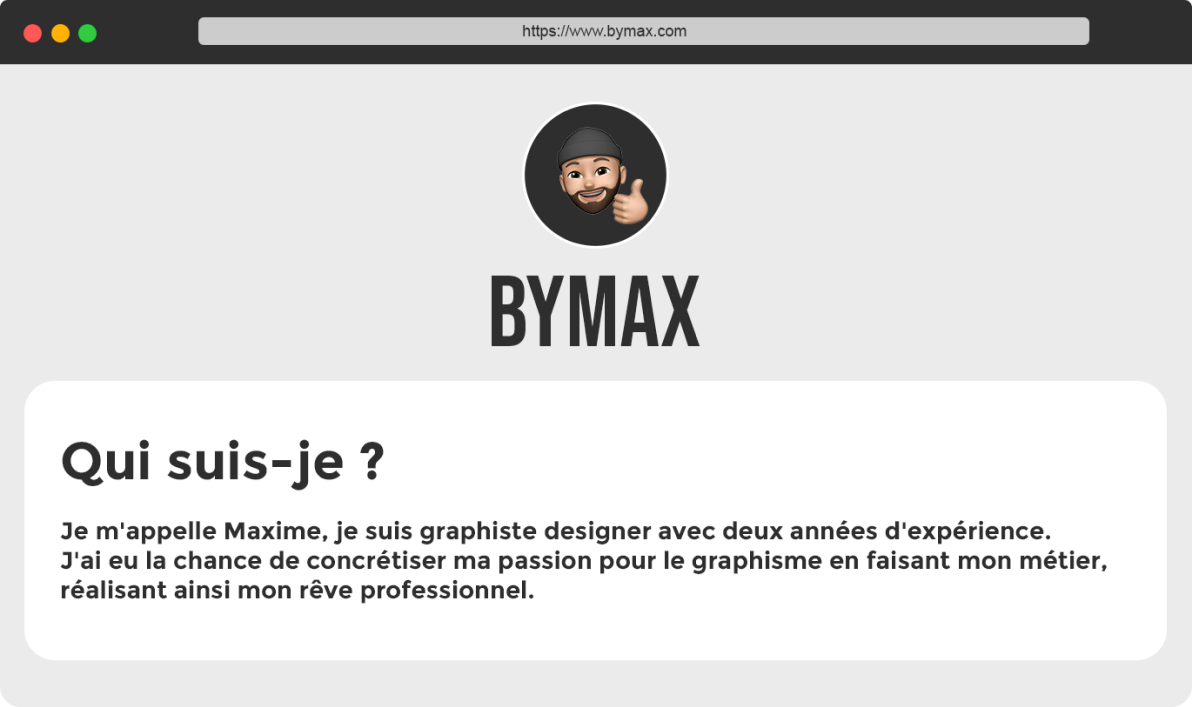 https://www.bymax.com
BYMAX
Qui suis-je ?
Je m'appelle Maxime, je suis graphiste designer avec deux années d'expérience.
J'ai eu la chance de concrétiser ma passion pour le graphisme en faisant mon métier,
réalisant ainsi mon rêve professionnel.